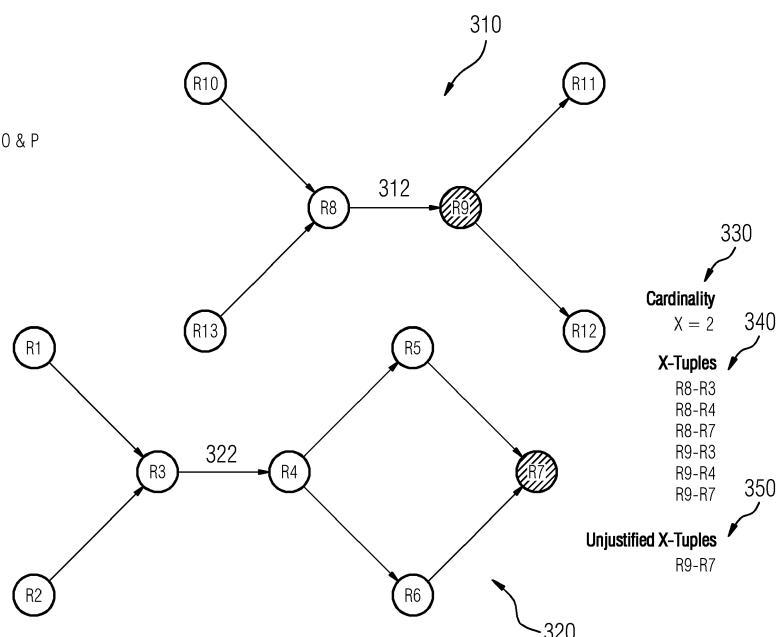 310
R10
R11
O & P
312
R8
R9
330
Cardinality
X = 2
R13
R12
340
R1
R5
X-Tuples
R8-R3
R8-R4
R8-R7
R9-R3
R9-R4
R9-R7
322
R3
R4
R7
350
Unjustified X-Tuples
R9-R7
R2
R6
320